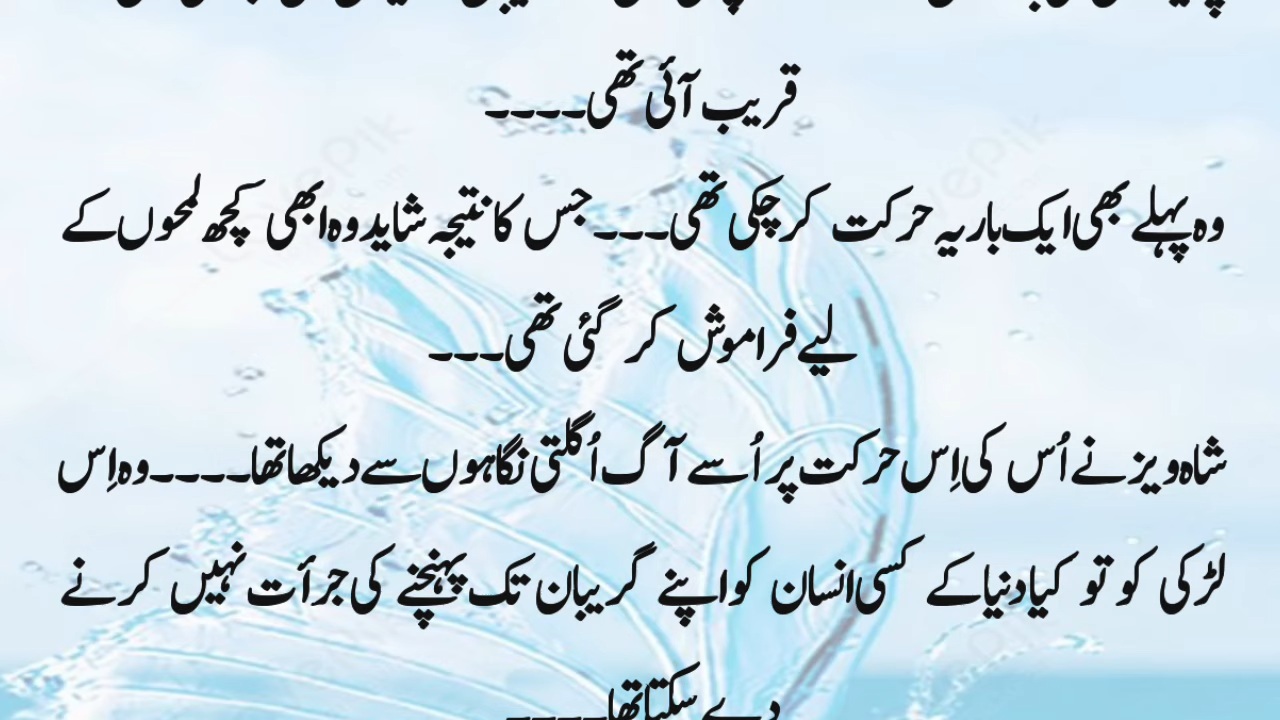 قریب آئی تھی۔۔۔۔
وہ پہلے بھی ایک بار یہ حرکت کر چکی تھی۔۔۔ جس کا نتیجہ شاید وہ ابھی کچھ لمحوں کے
لیے فراموش کر گئی تھی۔۔۔
شاہ ویز نے اُس کی اِس حرکت پر اُسے آگ اُگلتی نگاہوں سے دیکھا تھا۔۔۔۔ وہ اِس
لڑکی کو تو کیا دنیا کے کسی انسان کو اپنے گریبان تک پہنچنے کی جرأت نہیں کرنے
دے سکتا تھا۔۔۔۔